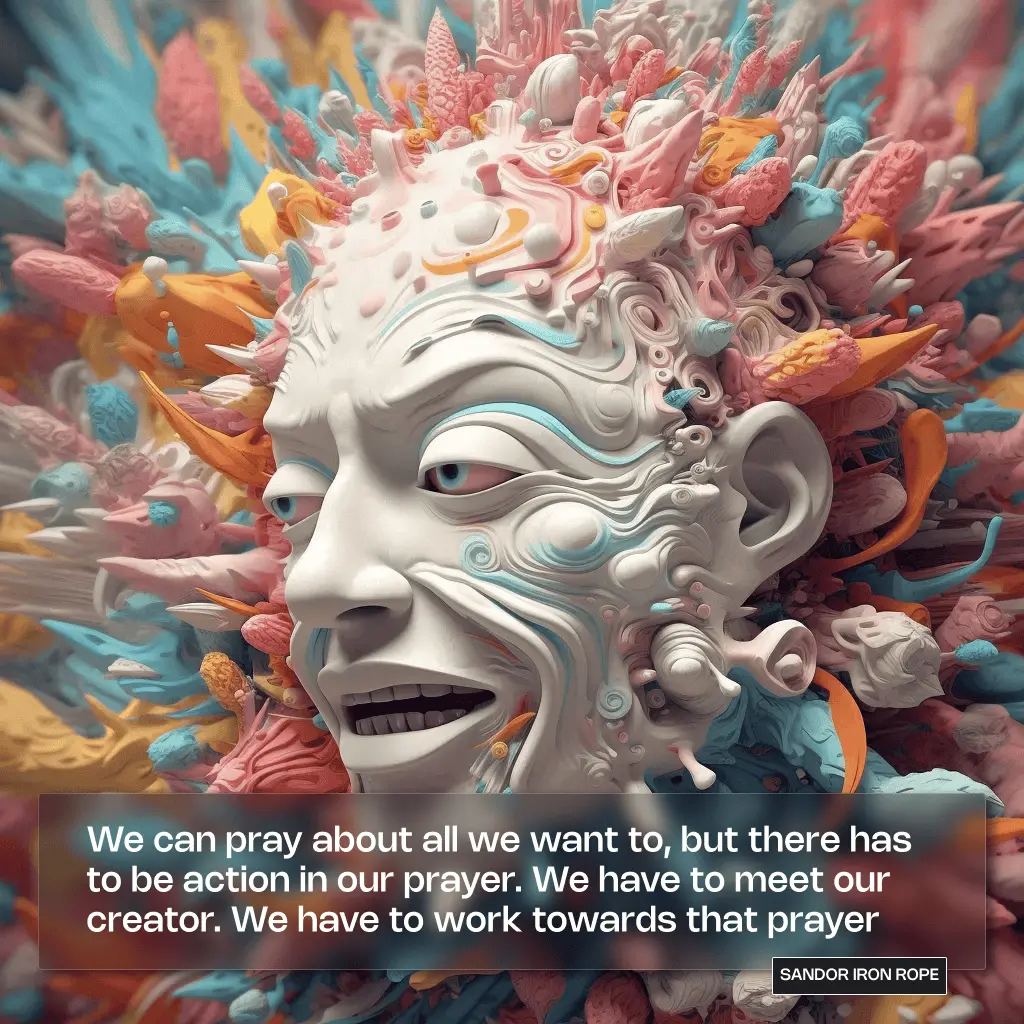 We can pray about all we want to, but there has
to be action in our prayer. We have to meet our
creator. We have to work towards that prayer
SANDOR IRON ROPE